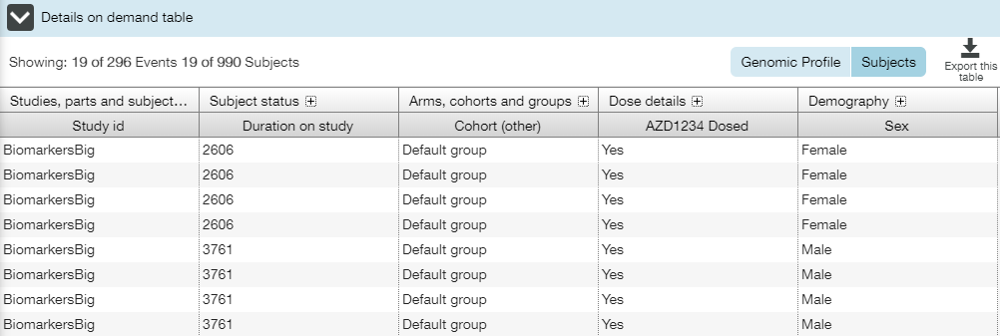 Details on demand table
Showing: 19 of 296 Events 19 of 990 Subjects
Genomic Profile Subjects
Export this
table
Studies, parts and subject... Subject status Arms, cohorts and groups Dose details Demography
Study id Duration on study Cohort (other) AZD1234 Dosed Sex
BiomarkersBig 2606 Default group Yes Female
BiomarkersBig 2606 Default group Yes Female
BiomarkersBig 2606 Default group Yes Female
BiomarkersBig 2606 Default group Yes Female
BiomarkersBig 3761 Default group Yes Male
BiomarkersBig 3761 Default group Yes Male
BiomarkersBig 3761 Default group Yes Male
BiomarkersBig 3761 Default group Yes Male